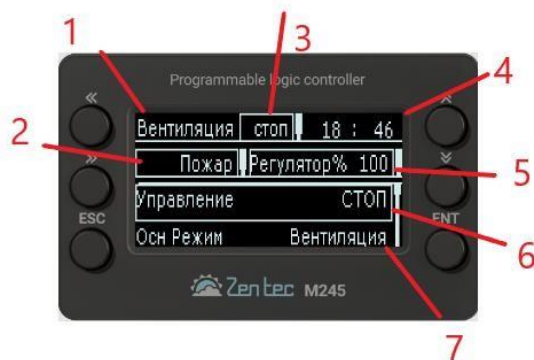 1
3
4
Programmable logic controller
«
Вентиляция стоп 18 : 46
2
Пожар Регулятор% 100
»
5
ESC
Управление СТОП
ENT
6
Осн Режим Вентиляция
Zentec M245
7